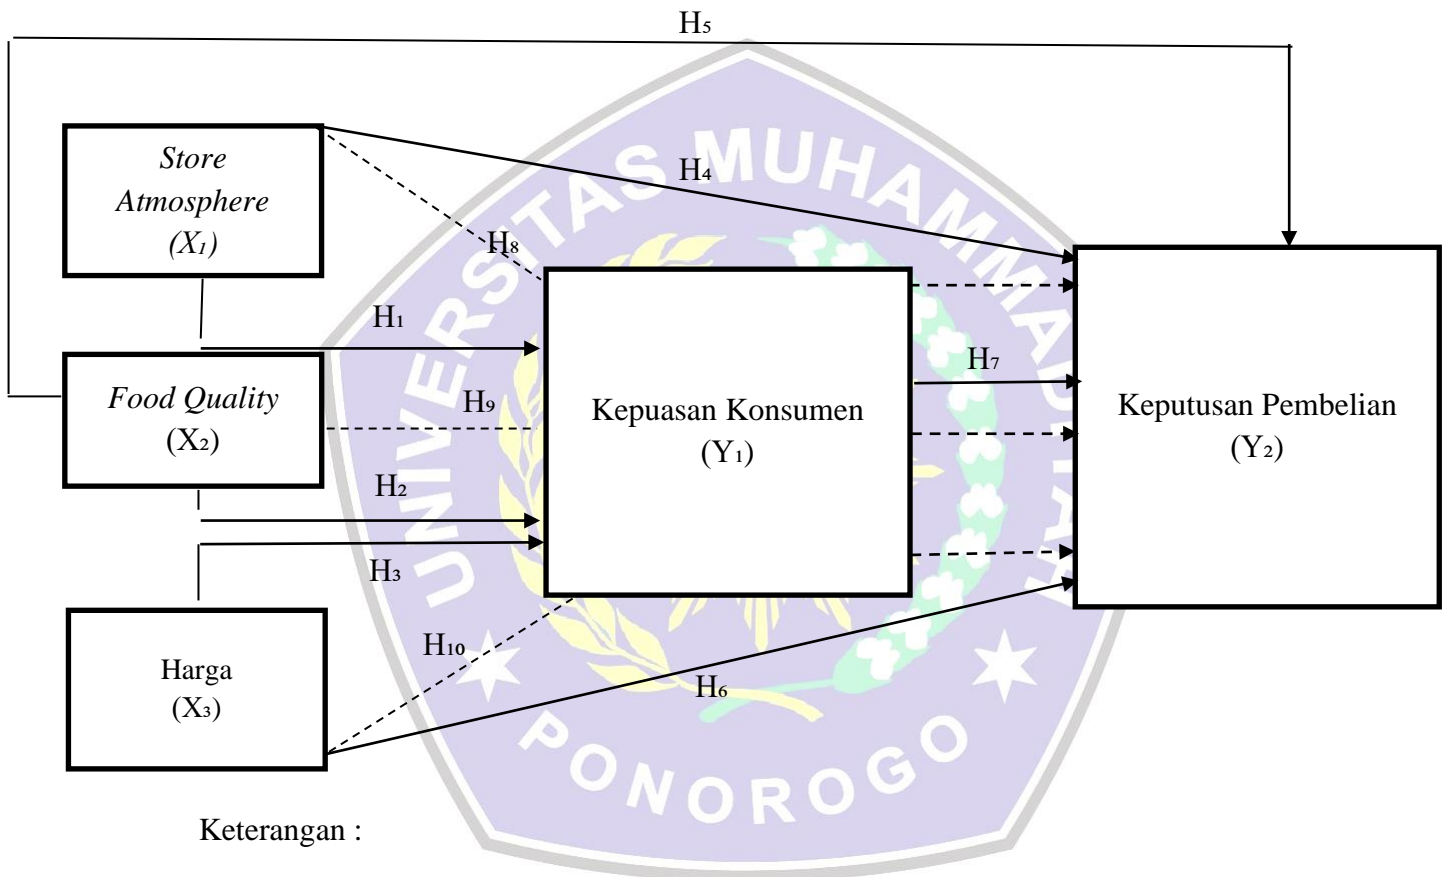 H₅
Store
Atmosphere
(X₁)
H₄
H₈
H₁
Food Quality
(X₂)
H₉
Kepuasan Konsumen
(Y₁)
H₇
Keputusan Pembelian
(Y₂)
H₂
H₃
Harga
(X₃)
H₁₀
H₆
Keterangan :
UNIVERSITAS MUHAMMADIYAH
PONOROGO